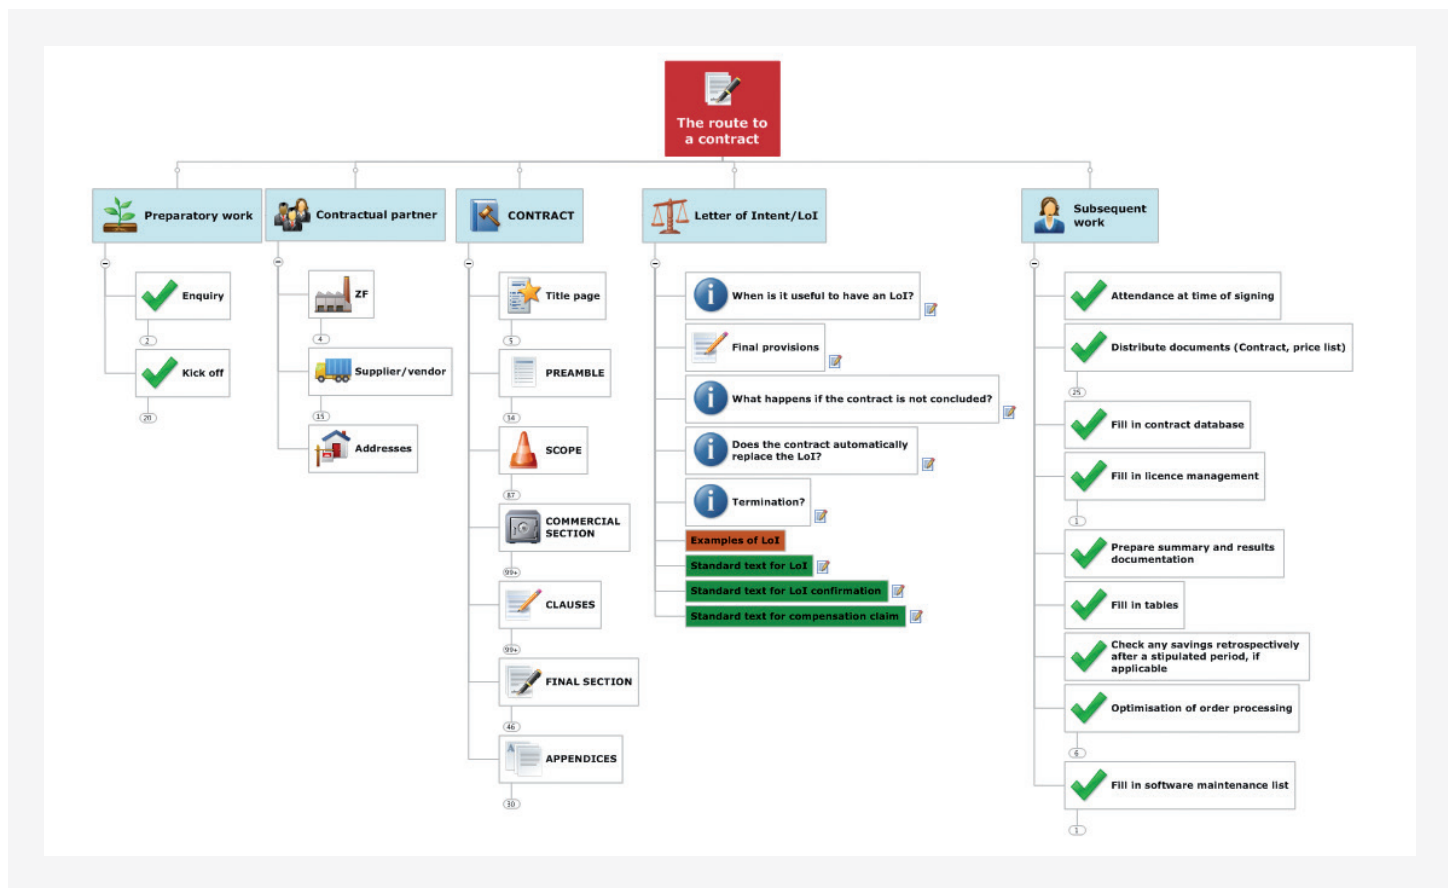 The route to
a contract
Preparatory work
Enquiry
2
Kick off
20
Contractual partner
ZF
4
Supplier/vendor
15
Addresses
CONTRACT
Title page
5
PREAMBLE
34
SCOPE
87
COMMERCIAL
SECTION
99+
CLAUSES
99+
FINAL SECTION
46
APPENDICES
30
Letter of Intent/LoI
When is it useful to have an LoI?
Final provisions
What happens if the contract is not concluded?
Does the contract automatically
replace the LoI?
Termination?
Examples of LoI
Standard text for LoI
Standard text for LoI confirmation
Standard text for compensation claim
Subsequent
work
Attendance at time of signing
Distribute documents (Contract, price list)
25
Fill in contract database
Fill in licence management
1
Prepare summary and results
documentation
Fill in tables
Check any savings retrospectively
after a stipulated period, if
applicable
Optimisation of order processing
6
Fill in software maintenance list
1